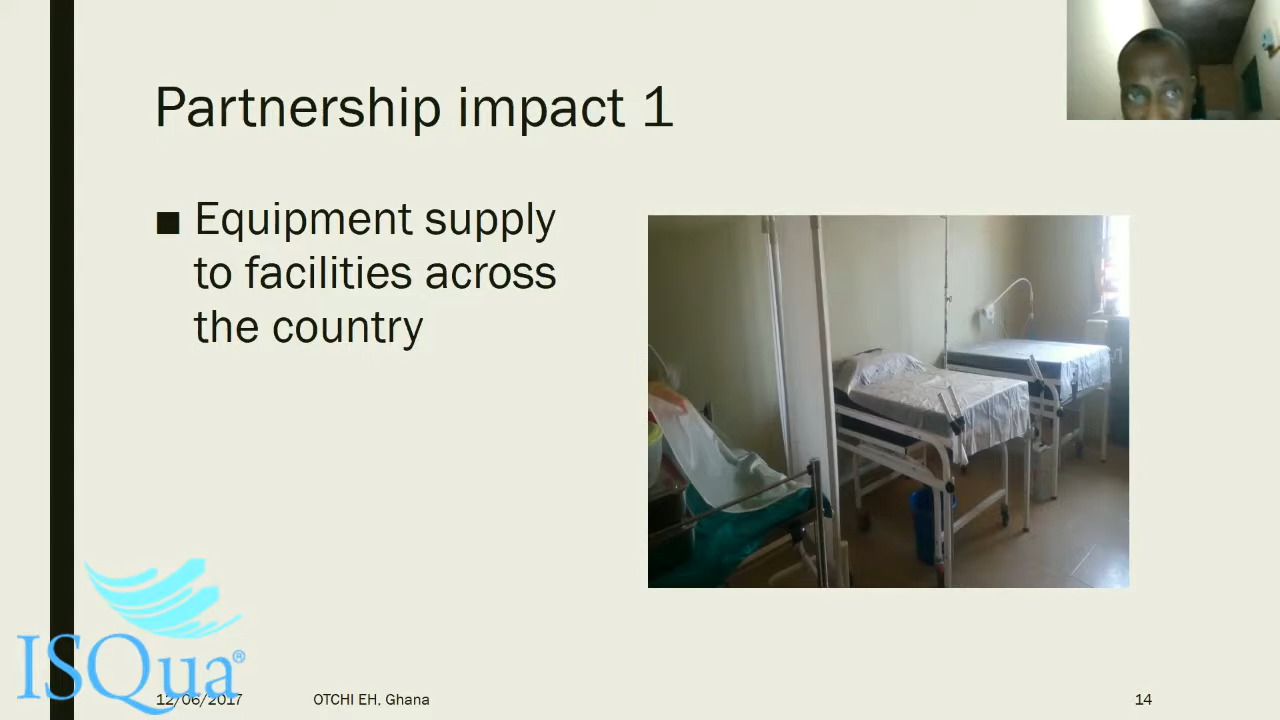 Partnership impact 1
■ Equipment supply
to facilities across
the country
ISQua®
12/06/2017
OTCHI EH, Ghana
14